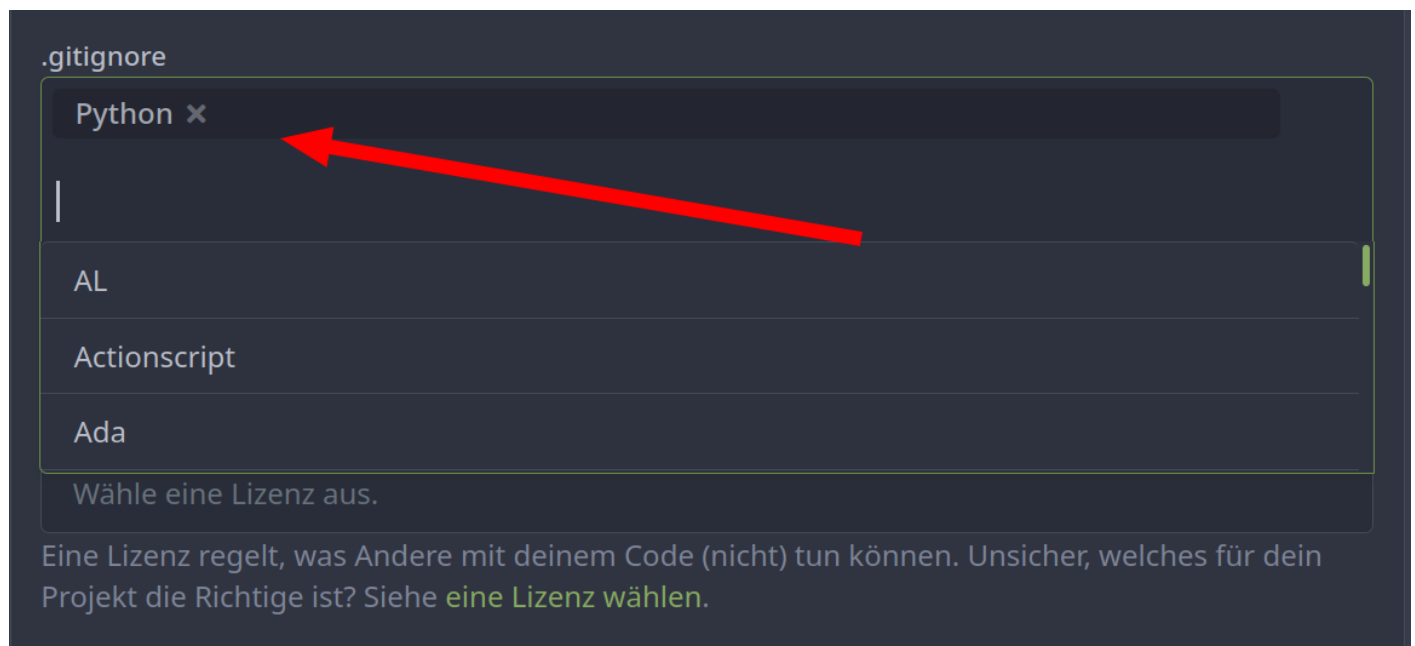 .gitignore
Python ×
AL
Actionscript
Ada
Wähle eine Lizenz aus.
Eine Lizenz regelt, was Andere mit deinem Code (nicht) tun können. Unsicher, welches für dein
Projekt die Richtige ist? Siehe eine Lizenz wählen.